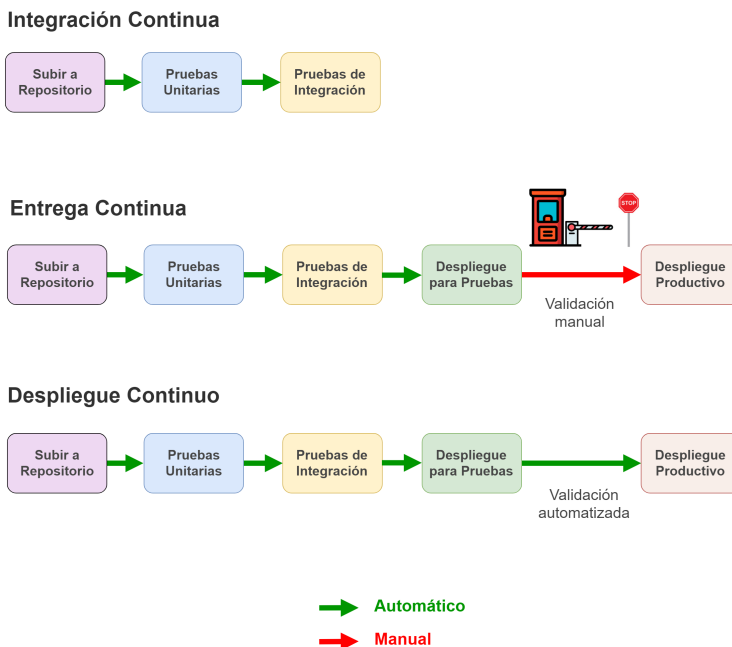 Integración Continua
Subir a
Repositorio
Pruebas
Unitarias
Pruebas de
Integración
Entrega Continua
STOP
Subir a
Repositorio
Pruebas
Unitarias
Pruebas de
Integración
Despliegue
para Pruebas
Validación
manual
Despliegue
Productivo
Despliegue Continuo
Subir a
Repositorio
Pruebas
Unitarias
Pruebas de
Integración
Despliegue
para Pruebas
Validación
automatizada
Despliegue
Productivo
Automático
Manual